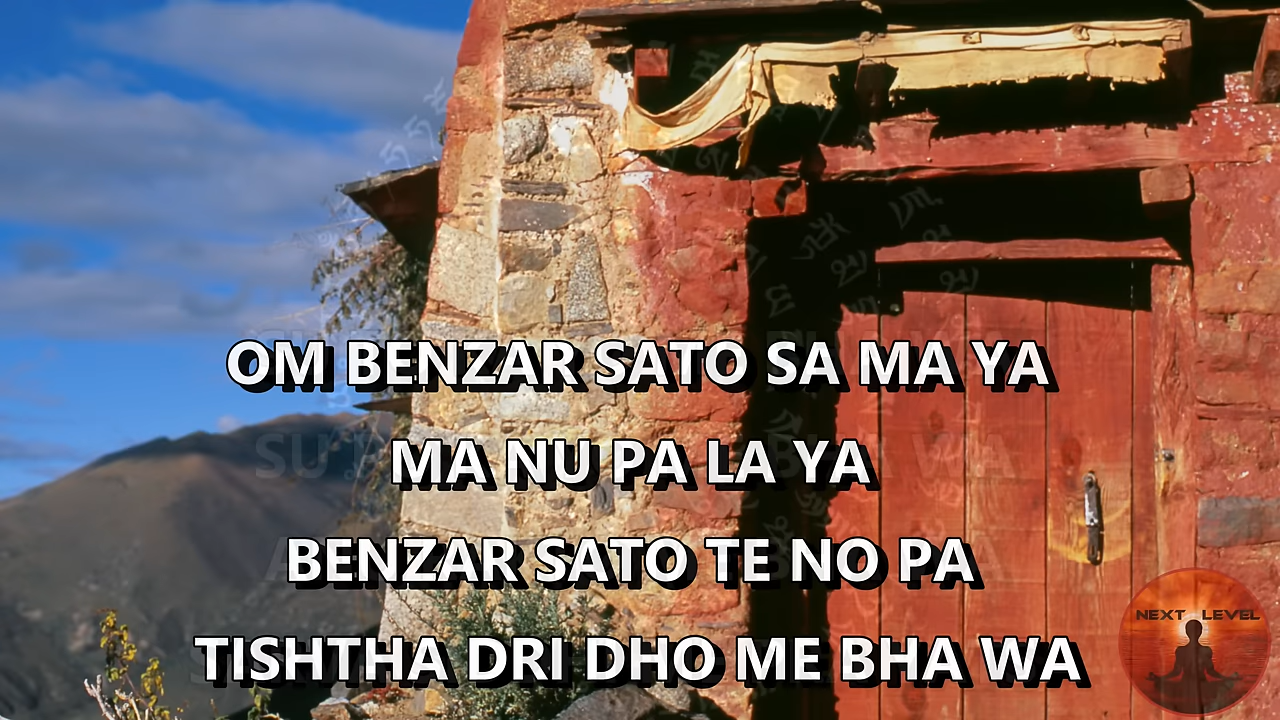 OM BENZAR SATO SA MA YA
MA NU PA LA YA
BENZAR SATO TE NO PA
TISHTHA DRI DHO ME BHA WA
NEXT LEVEL